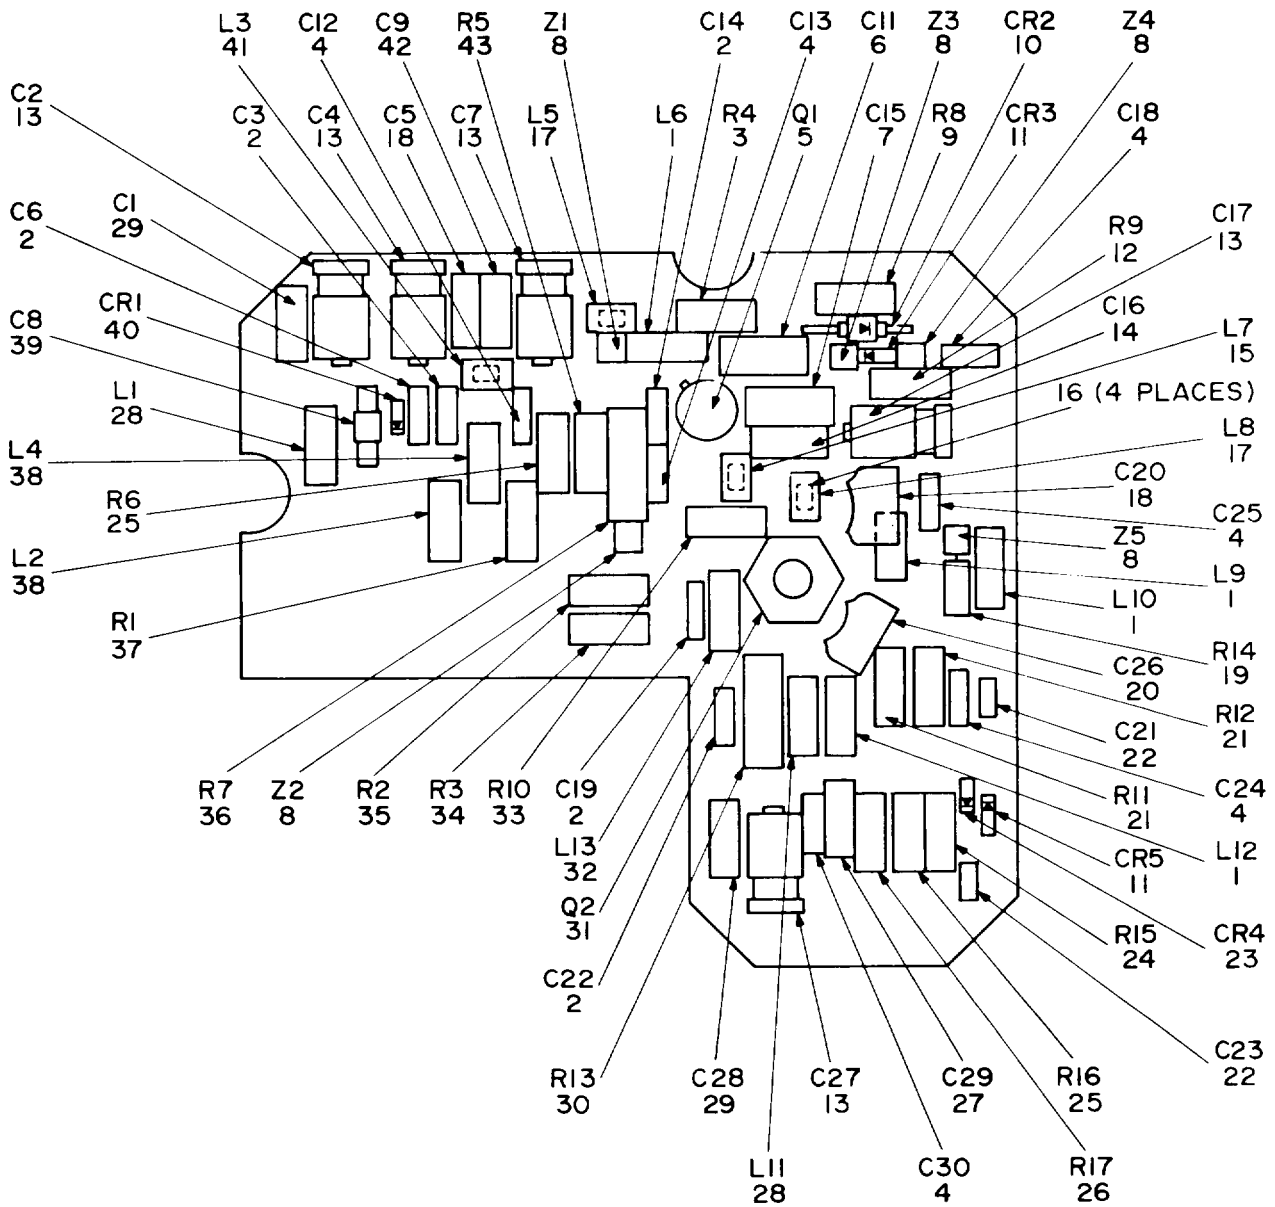 L3 C12 C9 R5 Z1 C14 C13 C11 Z3 CR2 Z4
41 4 42 43 8 2 4 6 8 10 8
C2
13
C3 C4 C5 C7 L5 L6 R4 Q1 C15 R8 CR3 C18
2 13 18 13 17 1 3 5 7 9 11 4
C6 C1
2 29
R9 C17
12 13
CR1
40
C16
14
C8
39
L7
15
L1
28
16 (4 PLACES)
L8
17
L4
38
R6
25
C20
18
C25
4
L2
38
Z5
8
L9
1
L10
1
R1
37
R14
19
C26
20
R12
21
C21
22
R7 Z2 R2 R3 R10 C19
36 8 35 34 33 2
C24
4
R11
21
L13
32
CR5
11
L12
1
Q2
31
R15
24
CR4
23
C22
2
C23
22
R13 C28 C27 C29 R16
30 29 13 27 25
L11 C30 R17
28 4 26